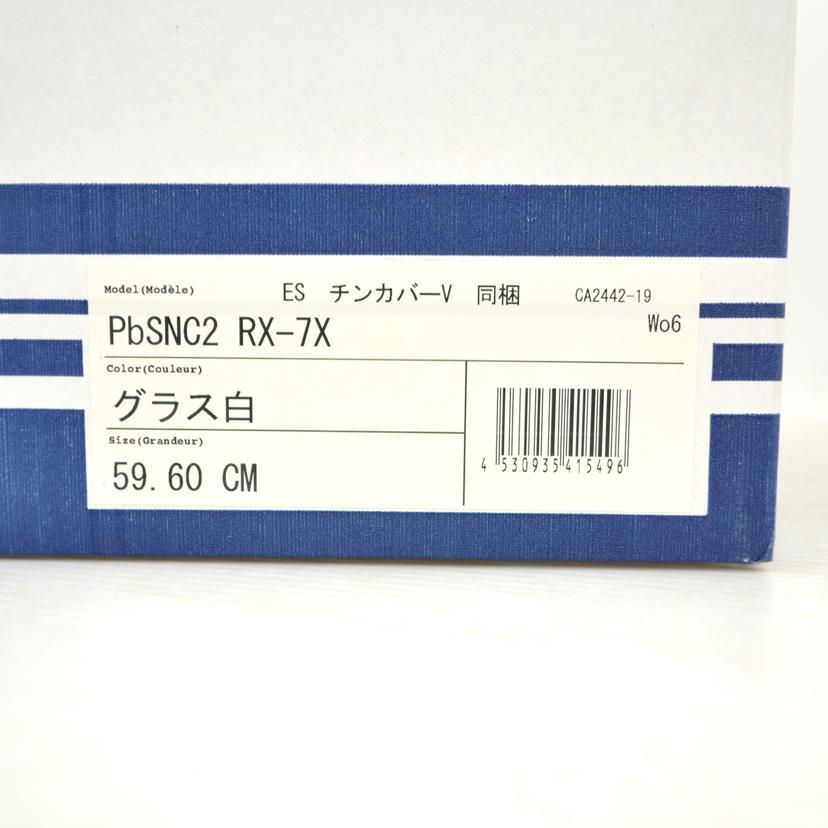 Model(Modèle) ES チンカバーV 同梱 CA2442-19
PbSNC2 RX-7X Wo6
Color(Couleur)
グラス白
Size(Grandeur)
59.60 CM
4 530935 415496